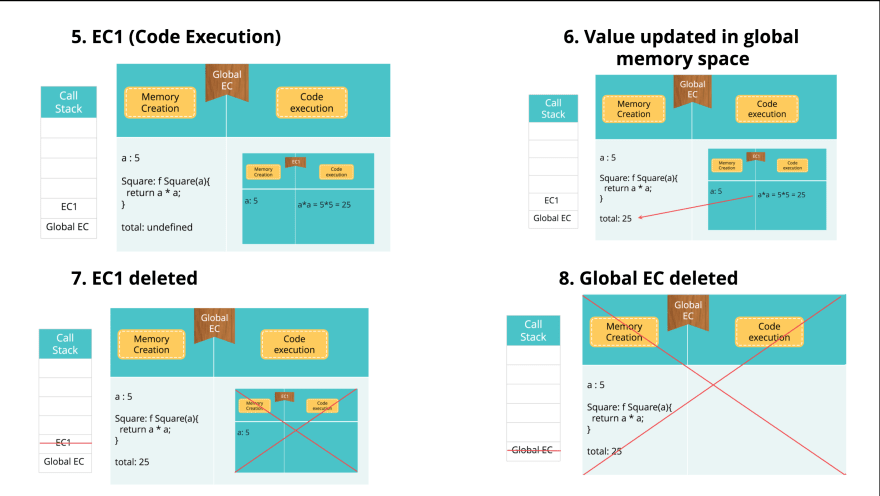 5. EC1 (Code Execution)
Call
Stack
EC1
Global EC
Global
EC
Memory
Creation
Code
execution
a : 5
Square: f Square(a){
return a * a;
}
total: undefined
EC1
Memory
Creation
Code
execution
a: 5
a*a = 5*5 = 25
6. Value updated in global
memory space
Call
Stack
EC1
Global EC
Global
EC
Memory
Creation
Code
execution
a : 5
Square: f Square(a){
return a * a;
}
total: 25
EC1
Memory
Creation
Code
execution
a: 5
a*a = 5*5 = 25
7. EC1 deleted
Call
Stack
EC1
Global EC
Global
EC
Memory
Creation
Code
execution
a : 5
Square: f Square(a){
return a * a;
}
total: 25
EC1
Memory
Creation
Code
execution
a: 5
8. Global EC deleted
Call
Stack
Global EC
Global
EC
Memory
Creation
Code
execution
a : 5
Square: f Square(a){
return a * a;
}
total: 25